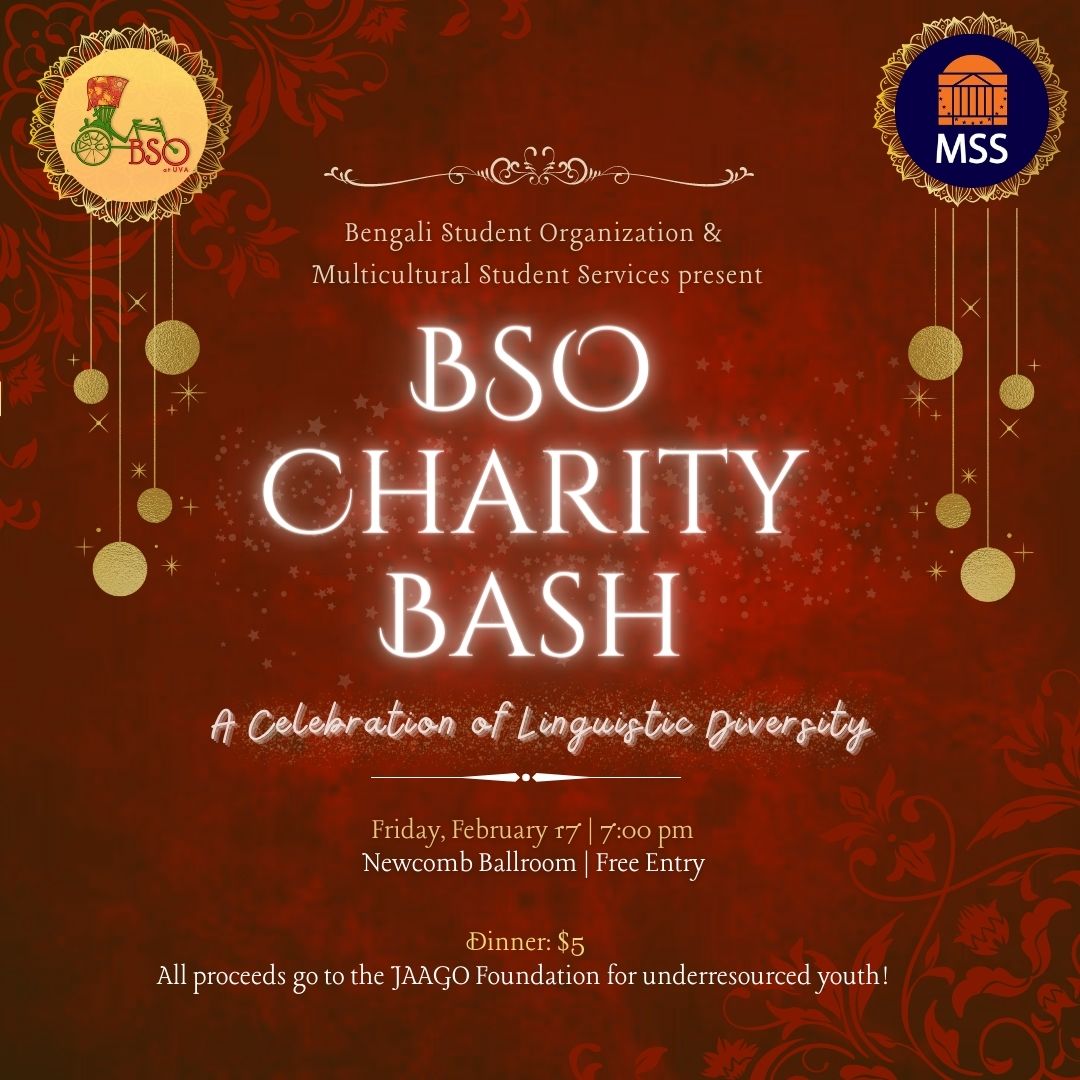 BSO
at UVA
MSS
Bengali Student Organization &
Multicultural Student Services present
BSO
CHARITY
BASH
A Celebration of Linguistic Diversity
Friday, February 17 | 7:00 pm
Newcomb Ballroom | Free Entry
Dinner: $5
All proceeds go to the JAAGO Foundation for underresourced youth!